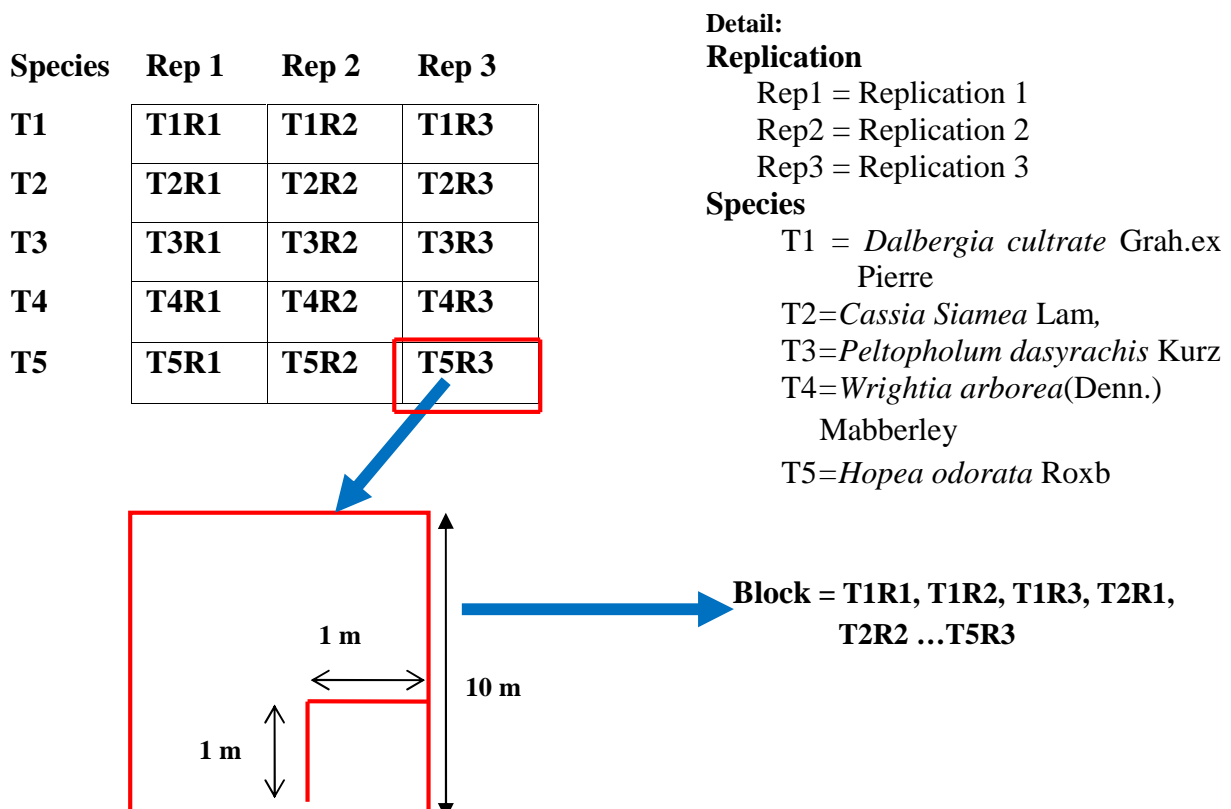 Species Rep 1 Rep 2 Rep 3
T1 T1R1 T1R2 T1R3
T2 T2R1 T2R2 T2R3
T3 T3R1 T3R2 T3R3
T4 T4R1 T4R2 T4R3
T5 T5R1 T5R2 T5R3
Detail:
Replication
Rep1 = Replication 1
Rep2 = Replication 2
Rep3 = Replication 3
Species
T1 = Dalbergia cultrate Grah.ex
Pierre
T2=Cassia Siamea Lam,
T3=Peltopholum dasyrachis Kurz
T4=Wrightia arborea(Denn.)
Mabberley
T5=Hopea odorata Roxb
1 m
10 m
1 m
Block = T1R1, T1R2, T1R3, T2R1,
T2R2 ...T5R3